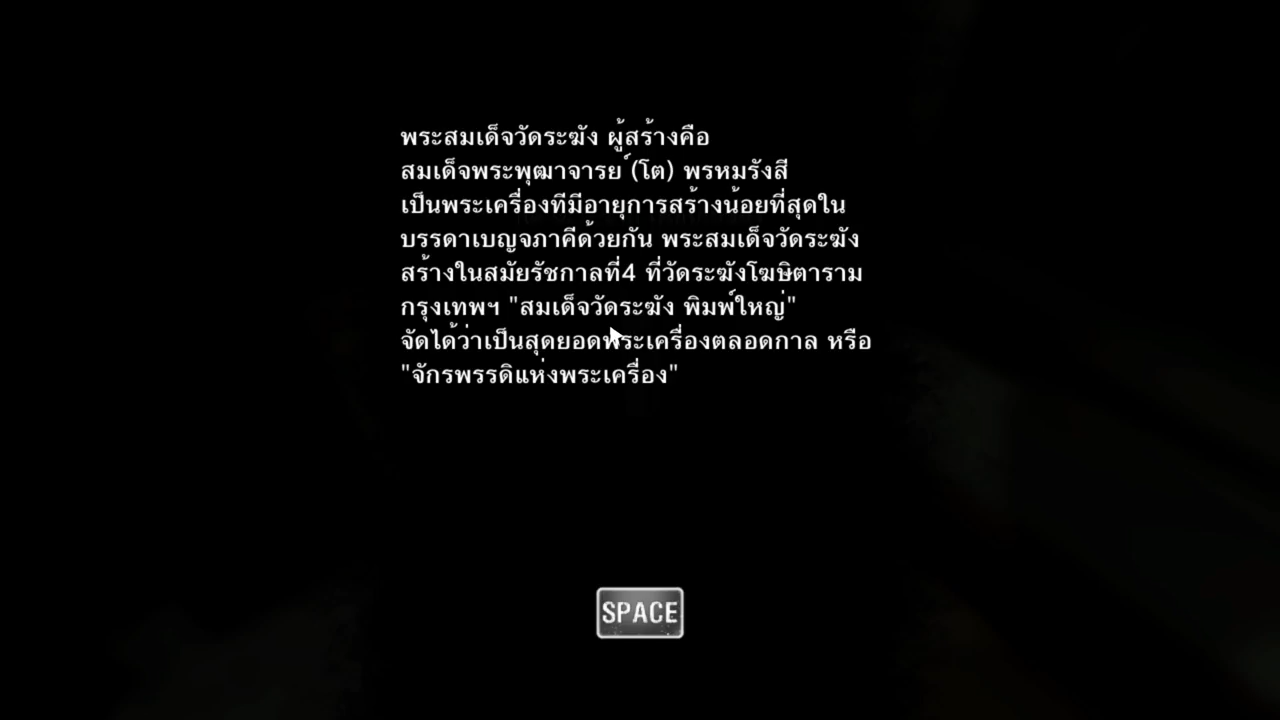 พระสมเด็จวัดระฆัง ผู้สร้างคือ
สมเด็จพระพุฒาจารย์ (โต) พรหมรังสี
เป็นพระเครื่องทีมีอายุการสร้างน้อยที่สุดใน
บรรดาเบญจภาคีด้วยกัน พระสมเด็จวัดระฆัง
สร้างในสมัยรัชกาลที่4 ที่วัดระฆังโฆษิตาราม
กรุงเทพฯ "สมเด็จวัดระฆัง พิมพ์ใหญ่"
จัดได้ว่าเป็นสุดยอดพระเครื่องตลอดกาล หรือ
"จักรพรรดิแห่งพระเครื่อง"
SPACE